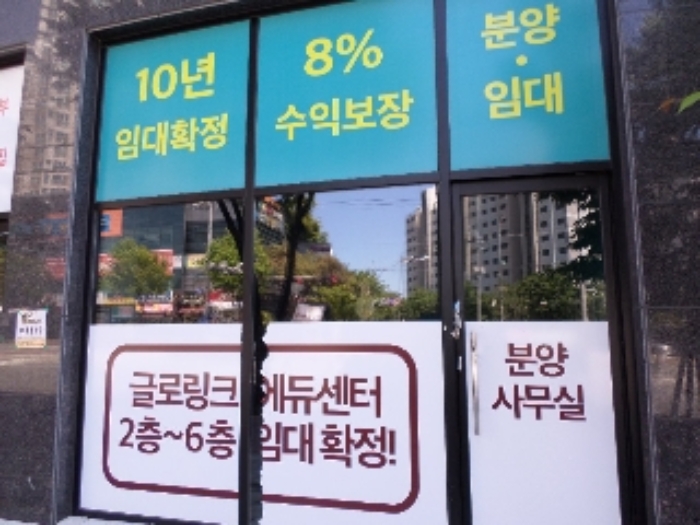 10년
임대확정
8%
수익보장
분양
·
임대
글로링크 에듀센터
2층~6층 임대 확정!
분양
사무실